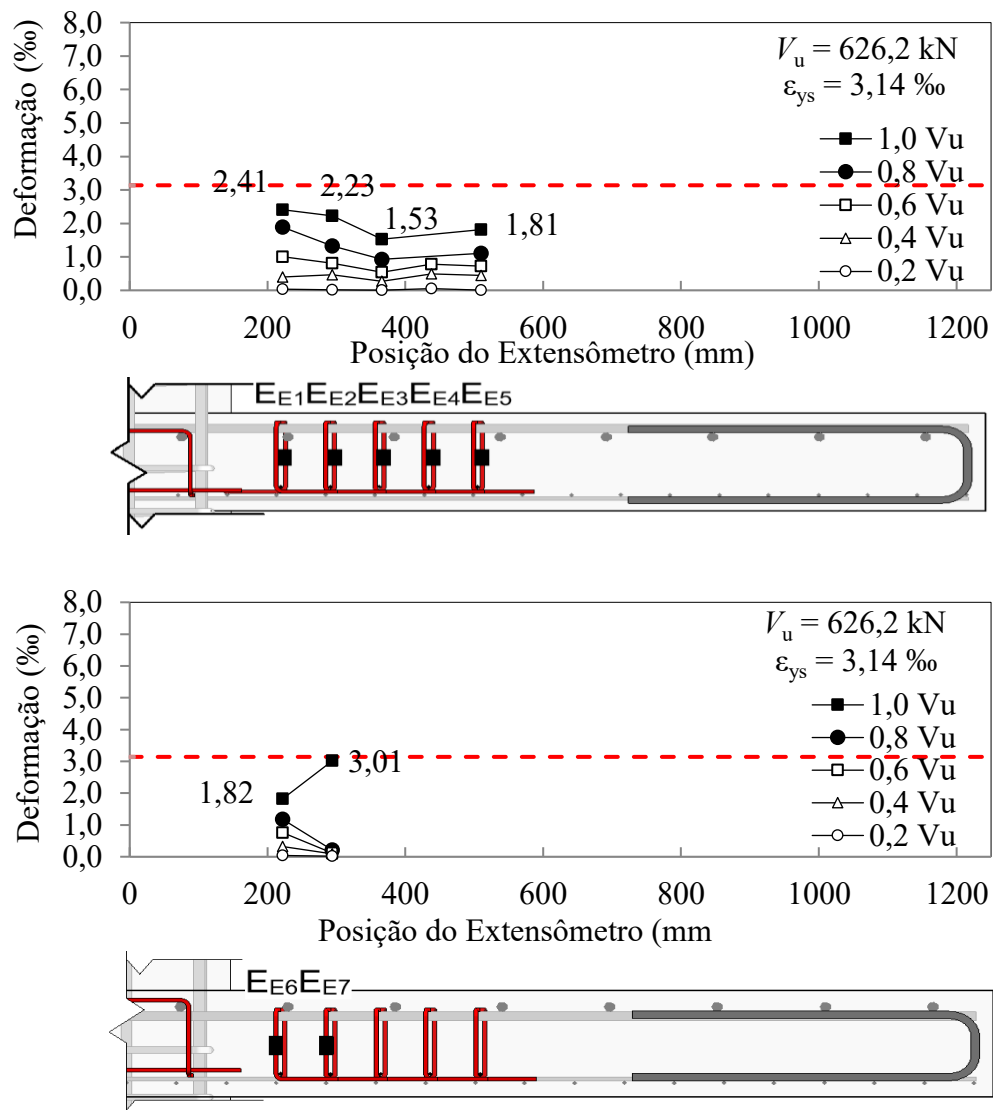 8,0
7,0
6,0
5,0
4,0
3,0
2,0
1,0
0,0
Deformação (‰)
Vu = 626,2 kN
εys = 3,14 ‰
1,0 Vu
0,8 Vu
0,6 Vu
0,4 Vu
0,2 Vu
2,41
2,23
1,53
1,81
0 200 400 600 800 1000 1200
Posição do Extensômetro (mm)
EE1EE2EE3EE4EE5
8,0
7,0
6,0
5,0
4,0
3,0
2,0
1,0
0,0
Deformação (‰)
Vu = 626,2 kN
εys = 3,14 ‰
1,0 Vu
0,8 Vu
0,6 Vu
0,4 Vu
0,2 Vu
3,01
1,82
0 200 400 600 800 1000 1200
Posição do Extensômetro (mm
EE6EE7